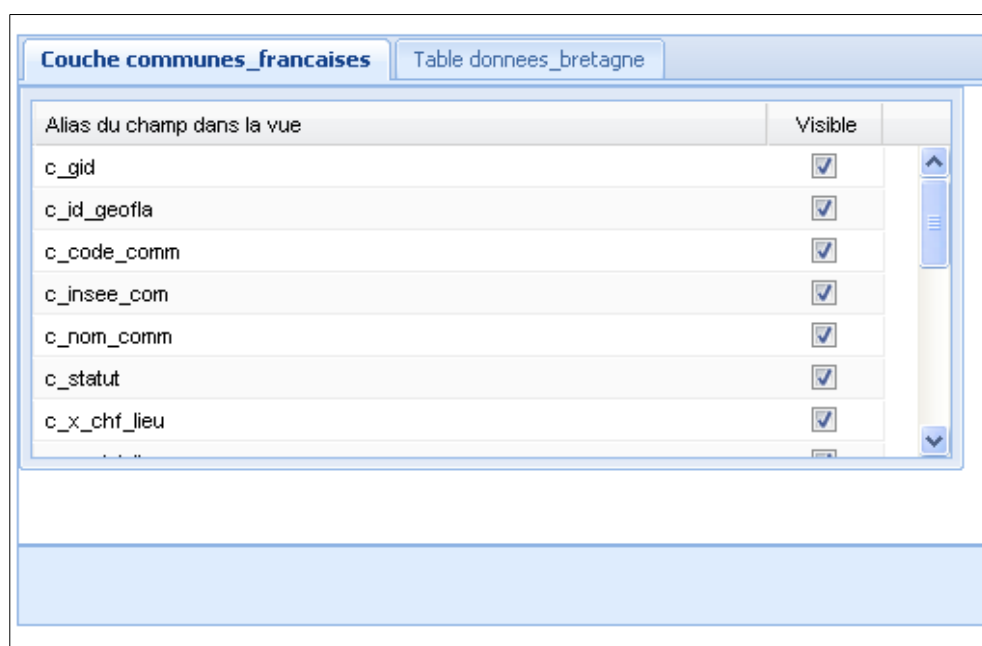 Couche communes_francaises
Table donnees_bretagne
Alias du champ dans la vue
Visible
c_gid
c_id_geofla
c_code_comm
c_insee_com
c_nom_comm
c_statut
c_x_chf_lieu